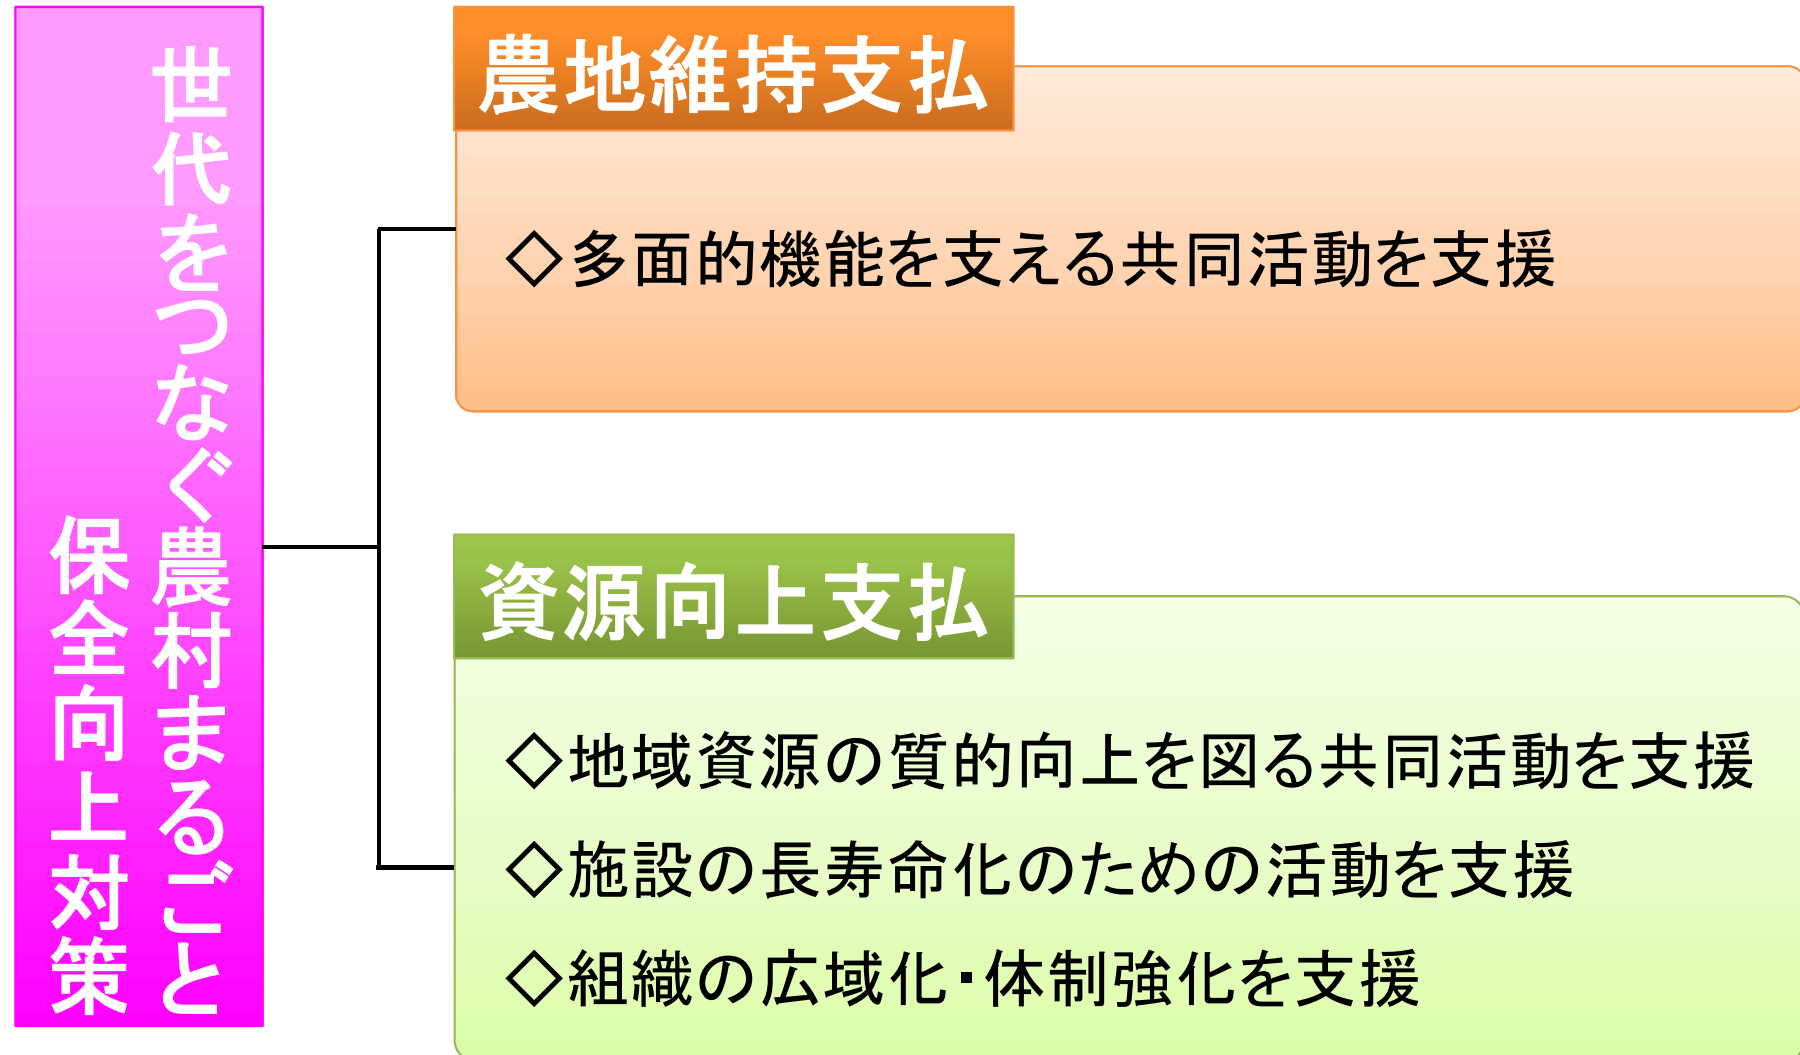 世代をつなぐ農村まるごと
保全向上対策
農地維持支払
◇多面的機能を支える共同活動を支援
資源向上支払
◇地域資源の質的向上を図る共同活動を支援
◇施設の長寿命化のための活動を支援
◇組織の広域化・体制強化を支援